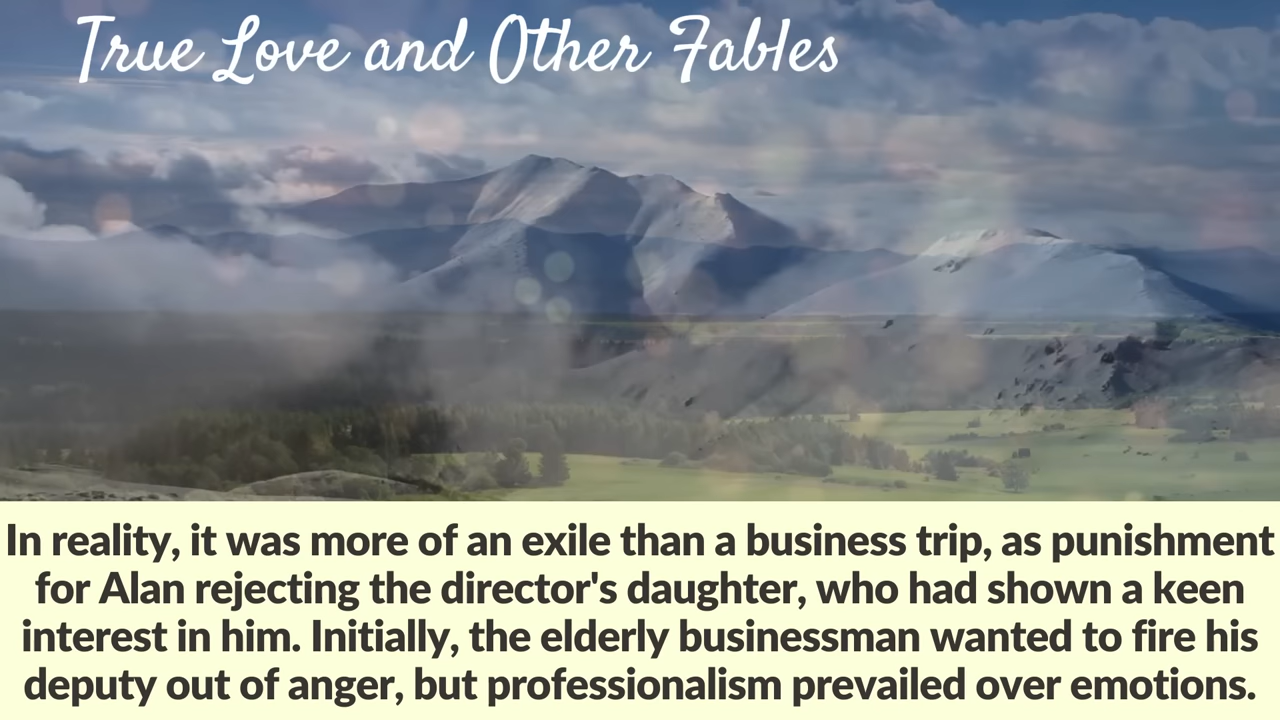 True Love and Other Fables
In reality, it was more of an exile than a business trip, as punishment
for Alan rejecting the director's daughter, who had shown a keen
interest in him. Initially, the elderly businessman wanted to fire his
deputy out of anger, but professionalism prevailed over emotions.